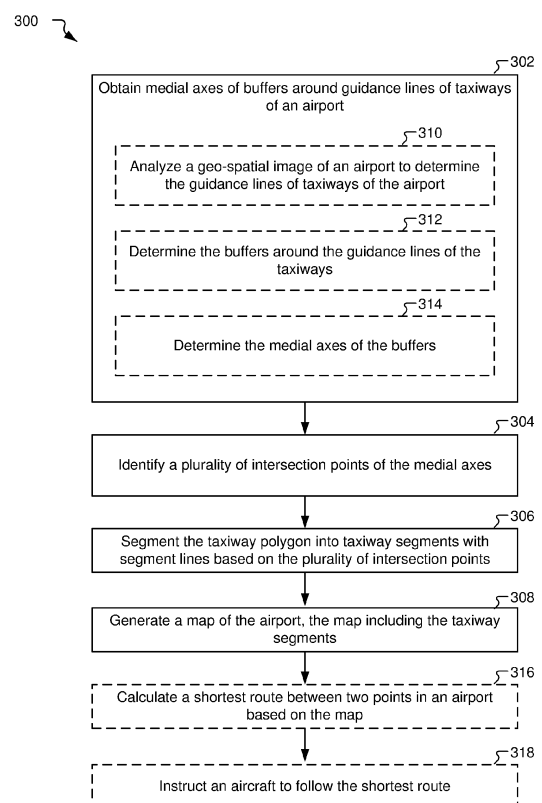 300
302
Obtain medial axes of buffers around guidance lines of taxiways
of an airport
310
Analyze a geo-spatial image of an airport to determine
the guidance lines of taxiways of the airport
312
Determine the buffers around the guidance lines of the
taxiways
314
Determine the medial axes of the buffers
304
Identify a plurality of intersection points of the medial axes
306
Segment the taxiway polygon into taxiway segments with
segment lines based on the plurality of intersection points
308
Generate a map of the airport, the map including the taxiway
segments
316
Calculate a shortest route between two points in an airport
based on the map
318
Instruct an aircraft to follow the shortest route